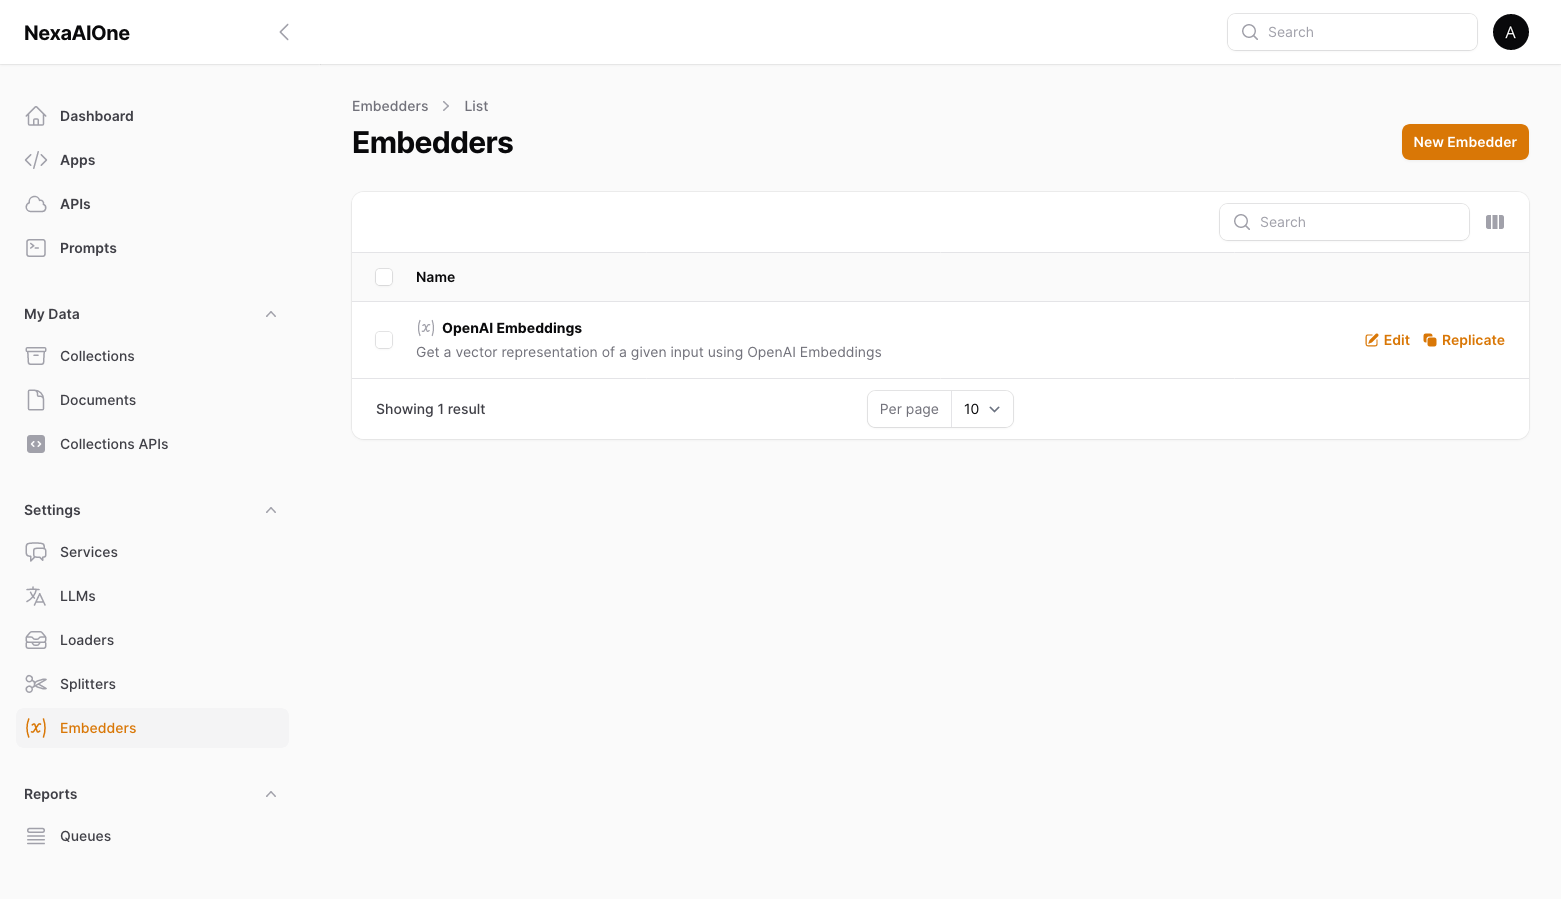 NexaAIOne
Search
A
Dashboard
Apps
APIs
Prompts
My Data
Collections
Documents
Collections APIs
Settings
Services
LLMs
Loaders
Splitters
(x) Embedders
Reports
Queues
Embedders > List
Embedders
New Embedder
Search
Name
(x) OpenAI Embeddings
Get a vector representation of a given input using OpenAI Embeddings
Edit Replicate
Showing 1 result
Per page 10